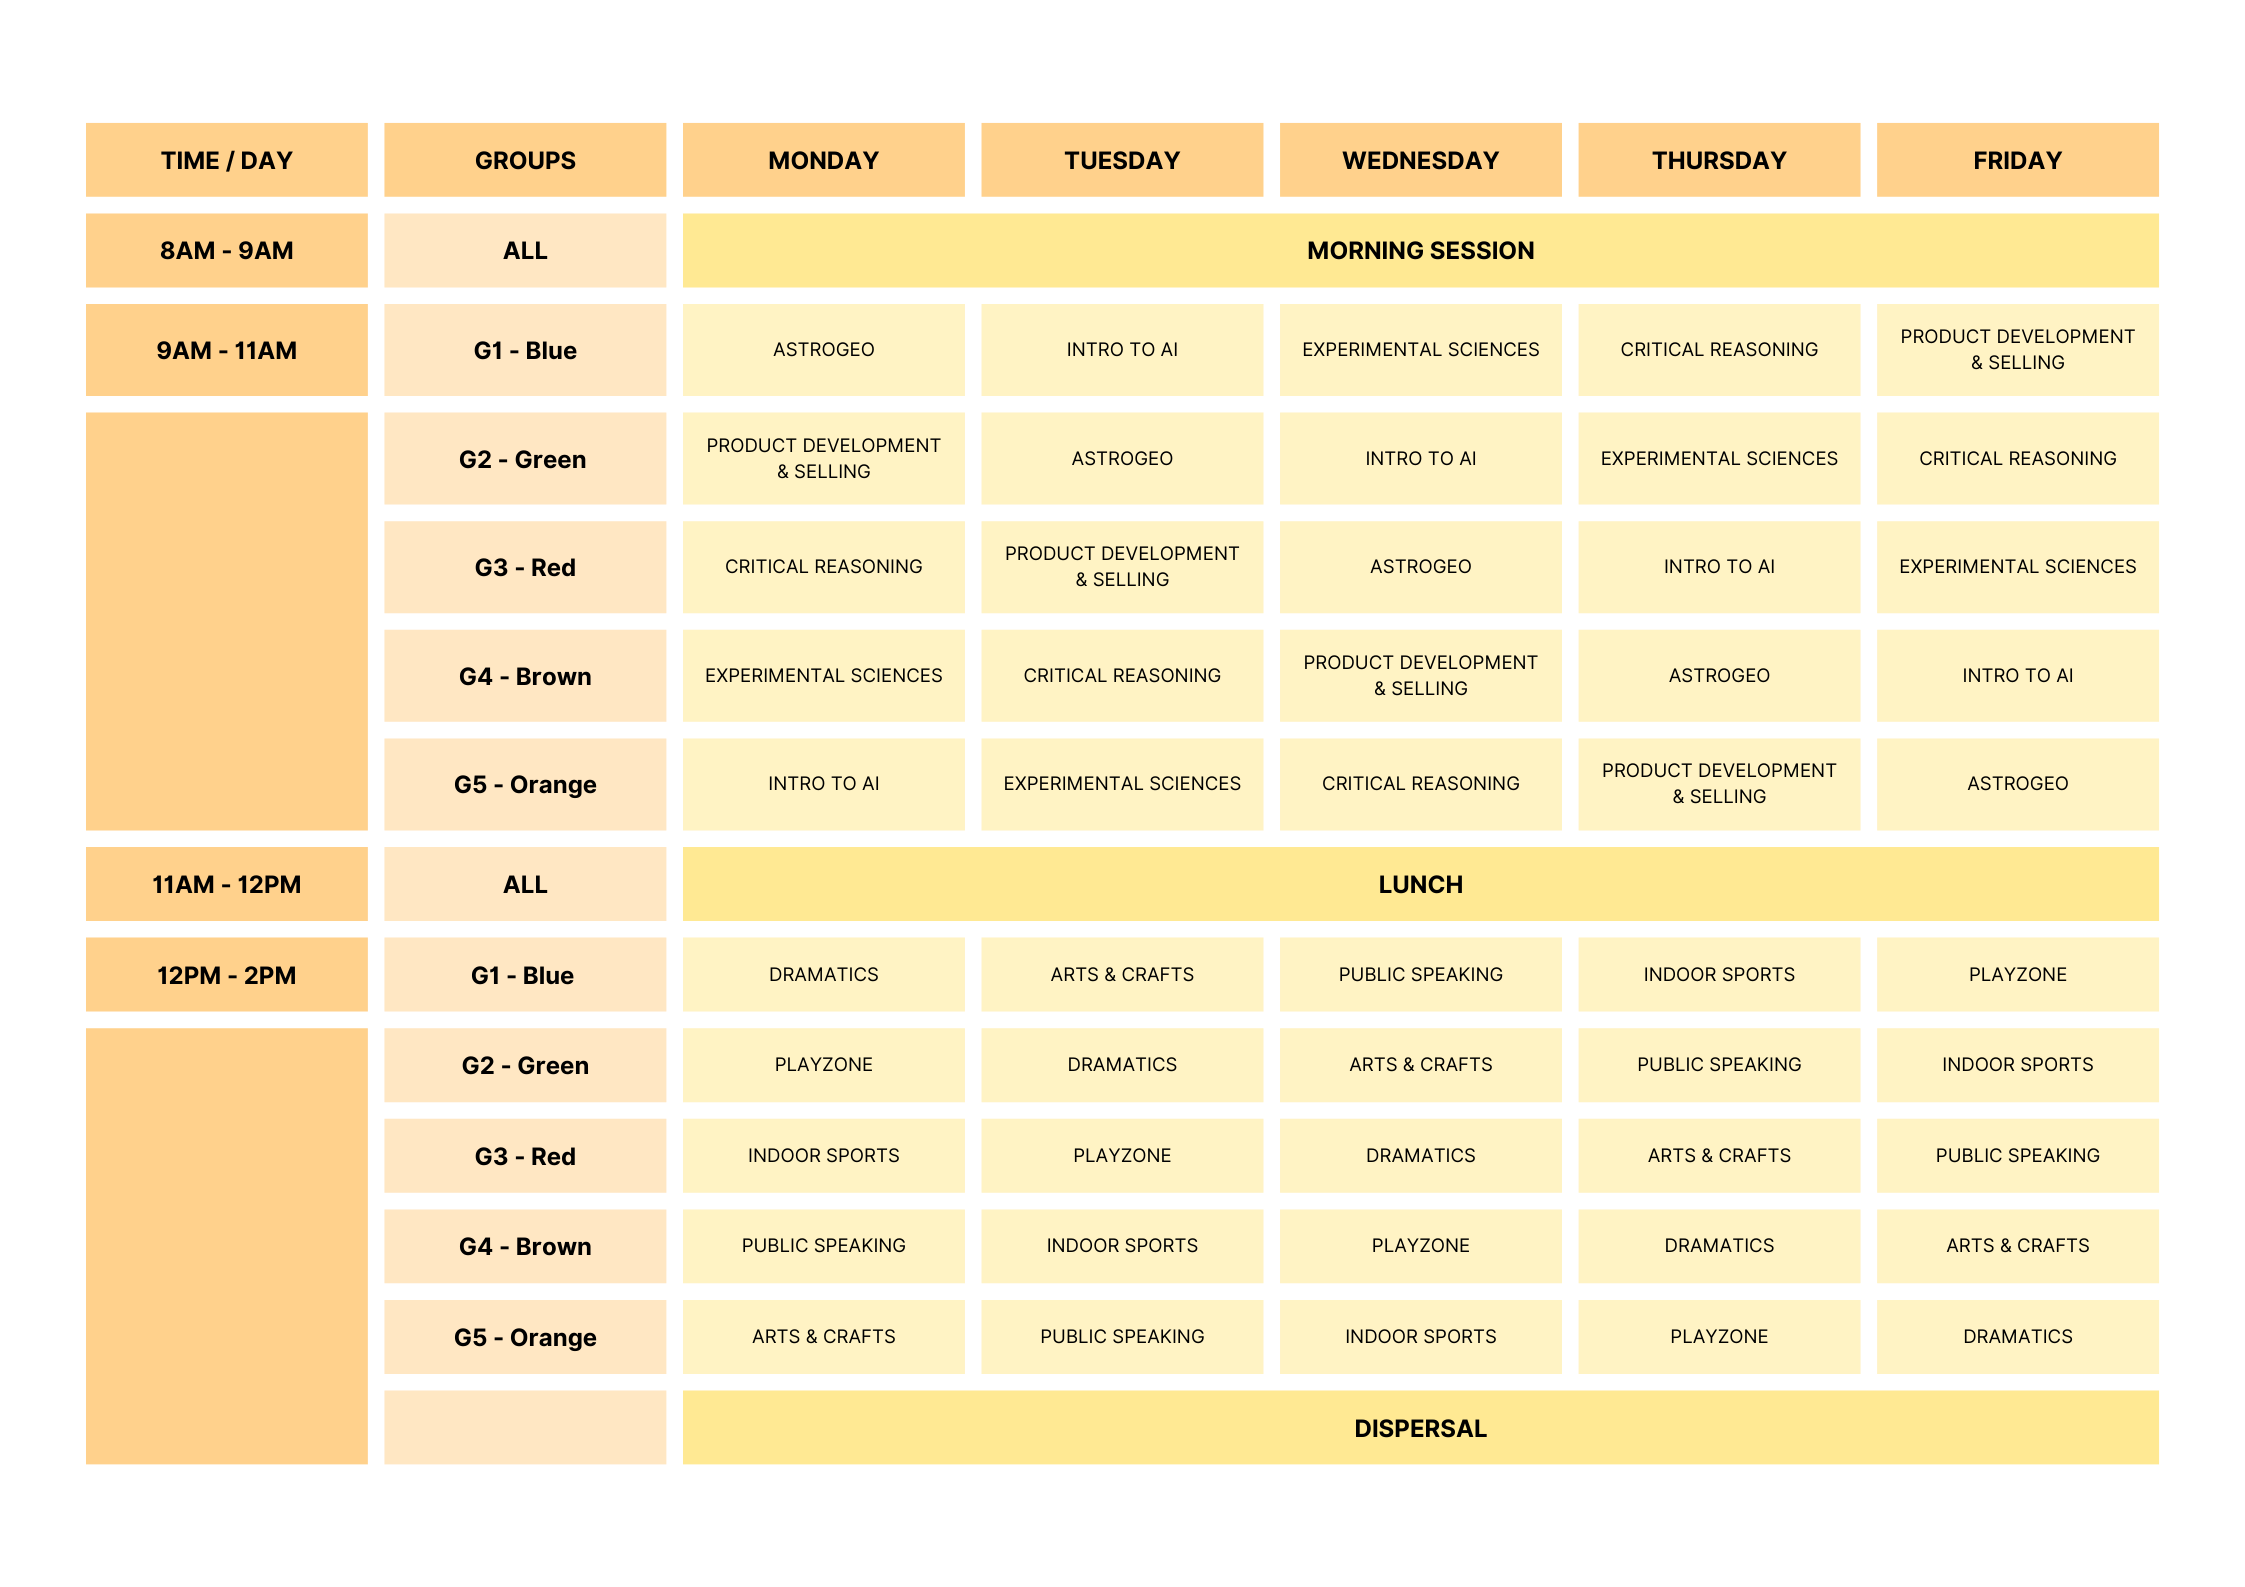 TIME / DAY GROUPS MONDAY TUESDAY WEDNESDAY THURSDAY FRIDAY
8AM - 9AM ALL MORNING SESSION
9AM - 11AM G1 - Blue ASTROGEO INTRO TO AI EXPERIMENTAL SCIENCES CRITICAL REASONING PRODUCT DEVELOPMENT
& SELLING
G2 - Green PRODUCT DEVELOPMENT
& SELLING
ASTROGEO INTRO TO AI EXPERIMENTAL SCIENCES CRITICAL REASONING
G3 - Red CRITICAL REASONING PRODUCT DEVELOPMENT
& SELLING
ASTROGEO INTRO TO AI EXPERIMENTAL SCIENCES
G4 - Brown EXPERIMENTAL SCIENCES CRITICAL REASONING PRODUCT DEVELOPMENT
& SELLING
ASTROGEO INTRO TO AI
G5 - Orange INTRO TO AI EXPERIMENTAL SCIENCES CRITICAL REASONING PRODUCT DEVELOPMENT
& SELLING
ASTROGEO
11AM - 12PM ALL LUNCH
12PM - 2PM G1 - Blue DRAMATICS ARTS & CRAFTS PUBLIC SPEAKING INDOOR SPORTS PLAYZONE
G2 - Green PLAYZONE DRAMATICS ARTS & CRAFTS PUBLIC SPEAKING INDOOR SPORTS
G3 - Red INDOOR SPORTS PLAYZONE DRAMATICS ARTS & CRAFTS PUBLIC SPEAKING
G4 - Brown PUBLIC SPEAKING INDOOR SPORTS PLAYZONE DRAMATICS ARTS & CRAFTS
G5 - Orange ARTS & CRAFTS PUBLIC SPEAKING INDOOR SPORTS PLAYZONE DRAMATICS
DISPERSAL